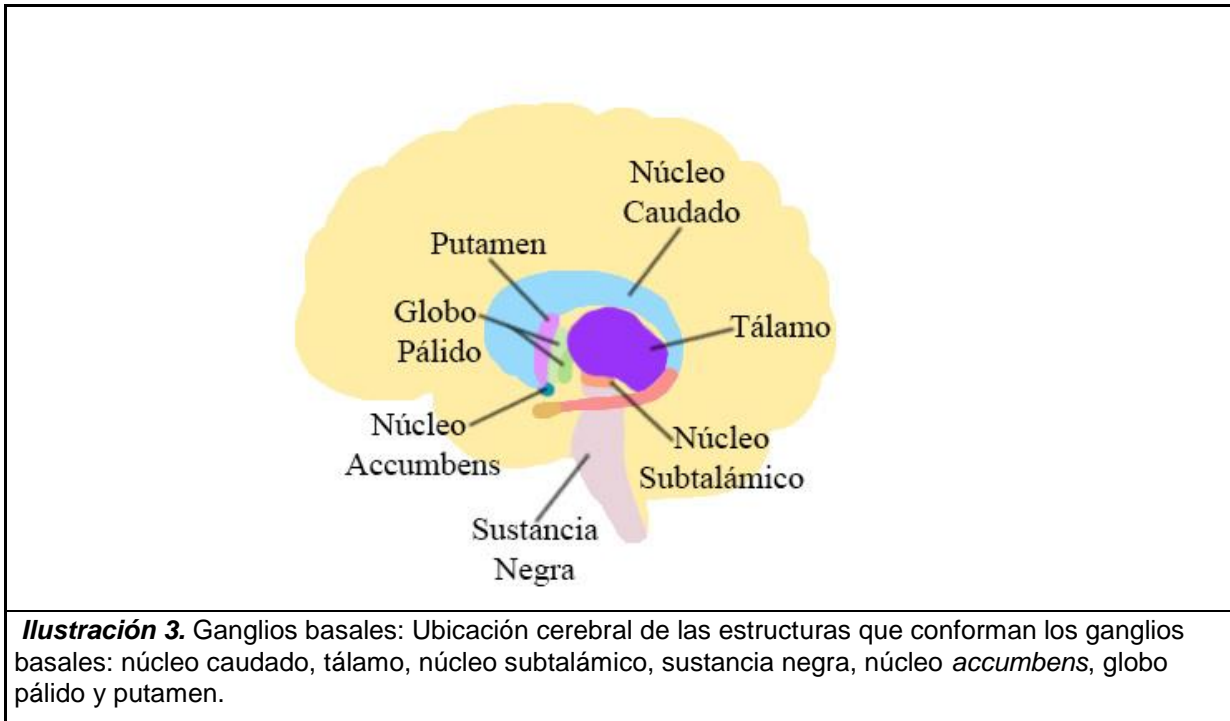 Núcleo
Caudado
Putamen
Globo
Pálido
Tálamo
Núcleo
Accumbens
Núcleo
Subtalámico
Sustancia
Negra
Ilustración 3. Ganglios basales: Ubicación cerebral de las estructuras que conforman los ganglios
basales: núcleo caudado, tálamo, núcleo subtalámico, sustancia negra, núcleo accumbens, globo
pálido y putamen.